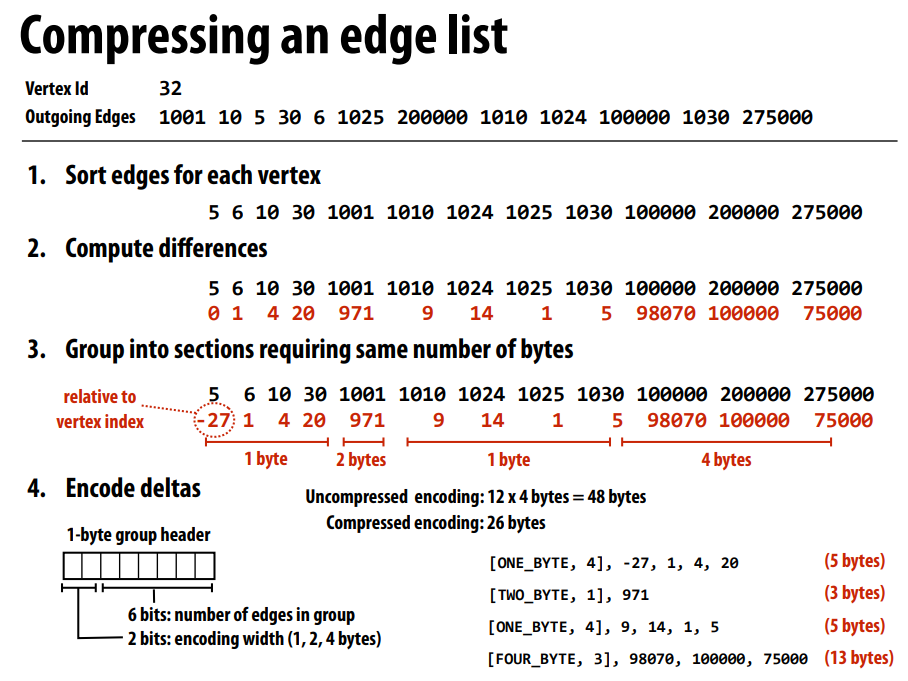 Compressing an edge list
Vertex Id 32
Outgoing Edges 1001 10 5 30 6 1025 200000 1010 1024 100000 1030 275000
1. Sort edges for each vertex
5 6 10 30 1001 1010 1024 1025 1030 100000 200000 275000
2. Compute differences
5 6 10 30 1001 1010 1024 1025 1030 100000 200000 275000
0 1 4 20 971 9 14 1 5 98070 100000 75000
3. Group into sections requiring same number of bytes
5 6 10 30 1001 1010 1024 1025 1030 100000 200000 275000
relative to
vertex index
-27 1 4 20 971 9 14 1 5 98070 100000 75000
1 byte 2 bytes 1 byte 4 bytes
4. Encode deltas
Uncompressed encoding: 12 x 4 bytes = 48 bytes
Compressed encoding: 26 bytes
1-byte group header
6 bits: number of edges in group
2 bits: encoding width (1, 2, 4 bytes)
[ONE_BYTE, 4], -27, 1, 4, 20 (5 bytes)
[TWO_BYTE, 1], 971 (3 bytes)
[ONE_BYTE, 4], 9, 14, 1, 5 (5 bytes)
[FOUR_BYTE, 3], 98070, 100000, 75000 (13 bytes)